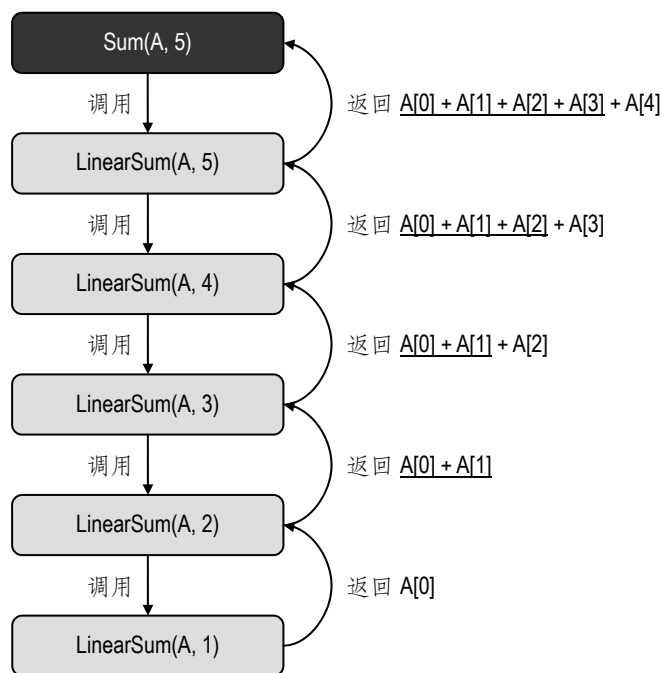 Sum(A, 5)
调用
返回 A[0] + A[1] + A[2] + A[3] + A[4]
LinearSum(A, 5)
调用
返回 A[0] + A[1] + A[2] + A[3]
LinearSum(A, 4)
调用
返回 A[0] + A[1] + A[2]
LinearSum(A, 3)
调用
返回 A[0] + A[1]
LinearSum(A, 2)
调用
返回 A[0]
LinearSum(A, 1)